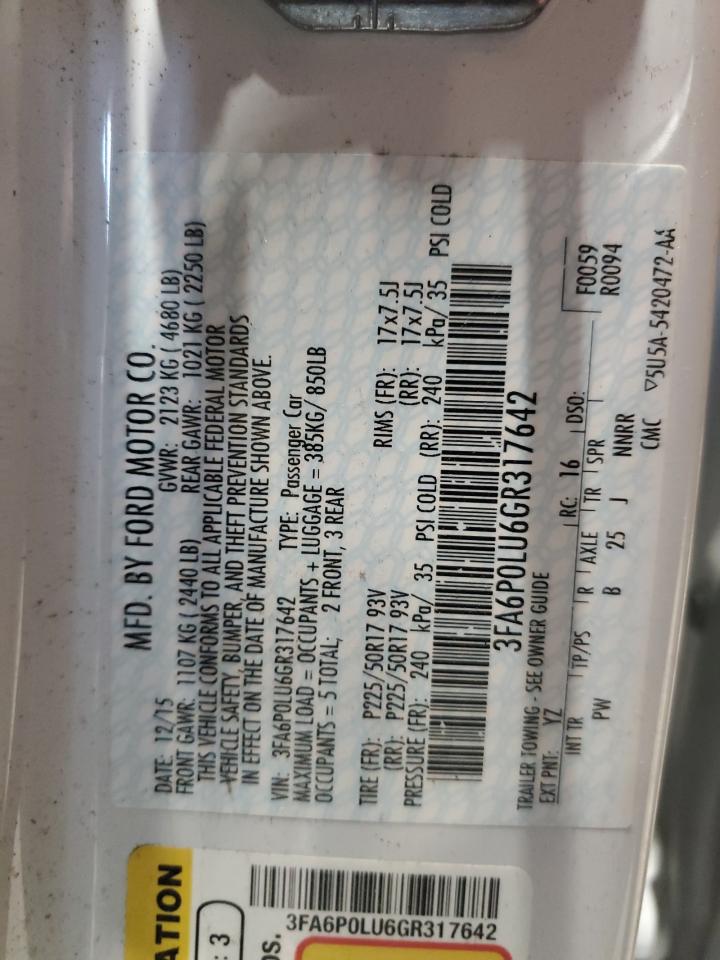 MFD. BY FORD MOTOR CO.
DATE: 12/15 GVWR: 2123 KG ( 4680 LB)
FRONT GAWR: 1107 KG ( 2440 LB) REAR GAWR: 1021 KG ( 2250 LB)
THIS VEHICLE CONFORMS TO ALL APPLICABLE FEDERAL MOTOR
VEHICLE SAFETY, BUMPER, AND THEFT PREVENTION STANDARDS
IN EFFECT ON THE DATE OF MANUFACTURE SHOWN ABOVE.
VIN: 3FA6P0LU6GR317642 TYPE: Passenger Car
MAXIMUM LOAD = OCCUPANTS + LUGGAGE = 385KG/ 850LB
OCCUPANTS = 5 TOTAL; 2 FRONT, 3 REAR
TIRE (FR): P225/50R17 93V RIMS (FR): 17x7.5J
(RR): P225/50R17 93V (RR): 17x7.5J
PRESSURE (FR): 240 kPa/ 35 PSI COLD (RR): 240 kPa/ 35 PSI COLD
3FA6P0LU6GR317642
TRAILER TOWING - SEE OWNER GUIDE
EXT PNT: YZ RC: 16 DSO:
INT TR TP/PS R AXLE TR SPR F0059
PW B 25 J NNRR R0094
CMC ▽5U5A-5420472-AA
ATION
: 3
os.
3FA6P0LU6GR317642